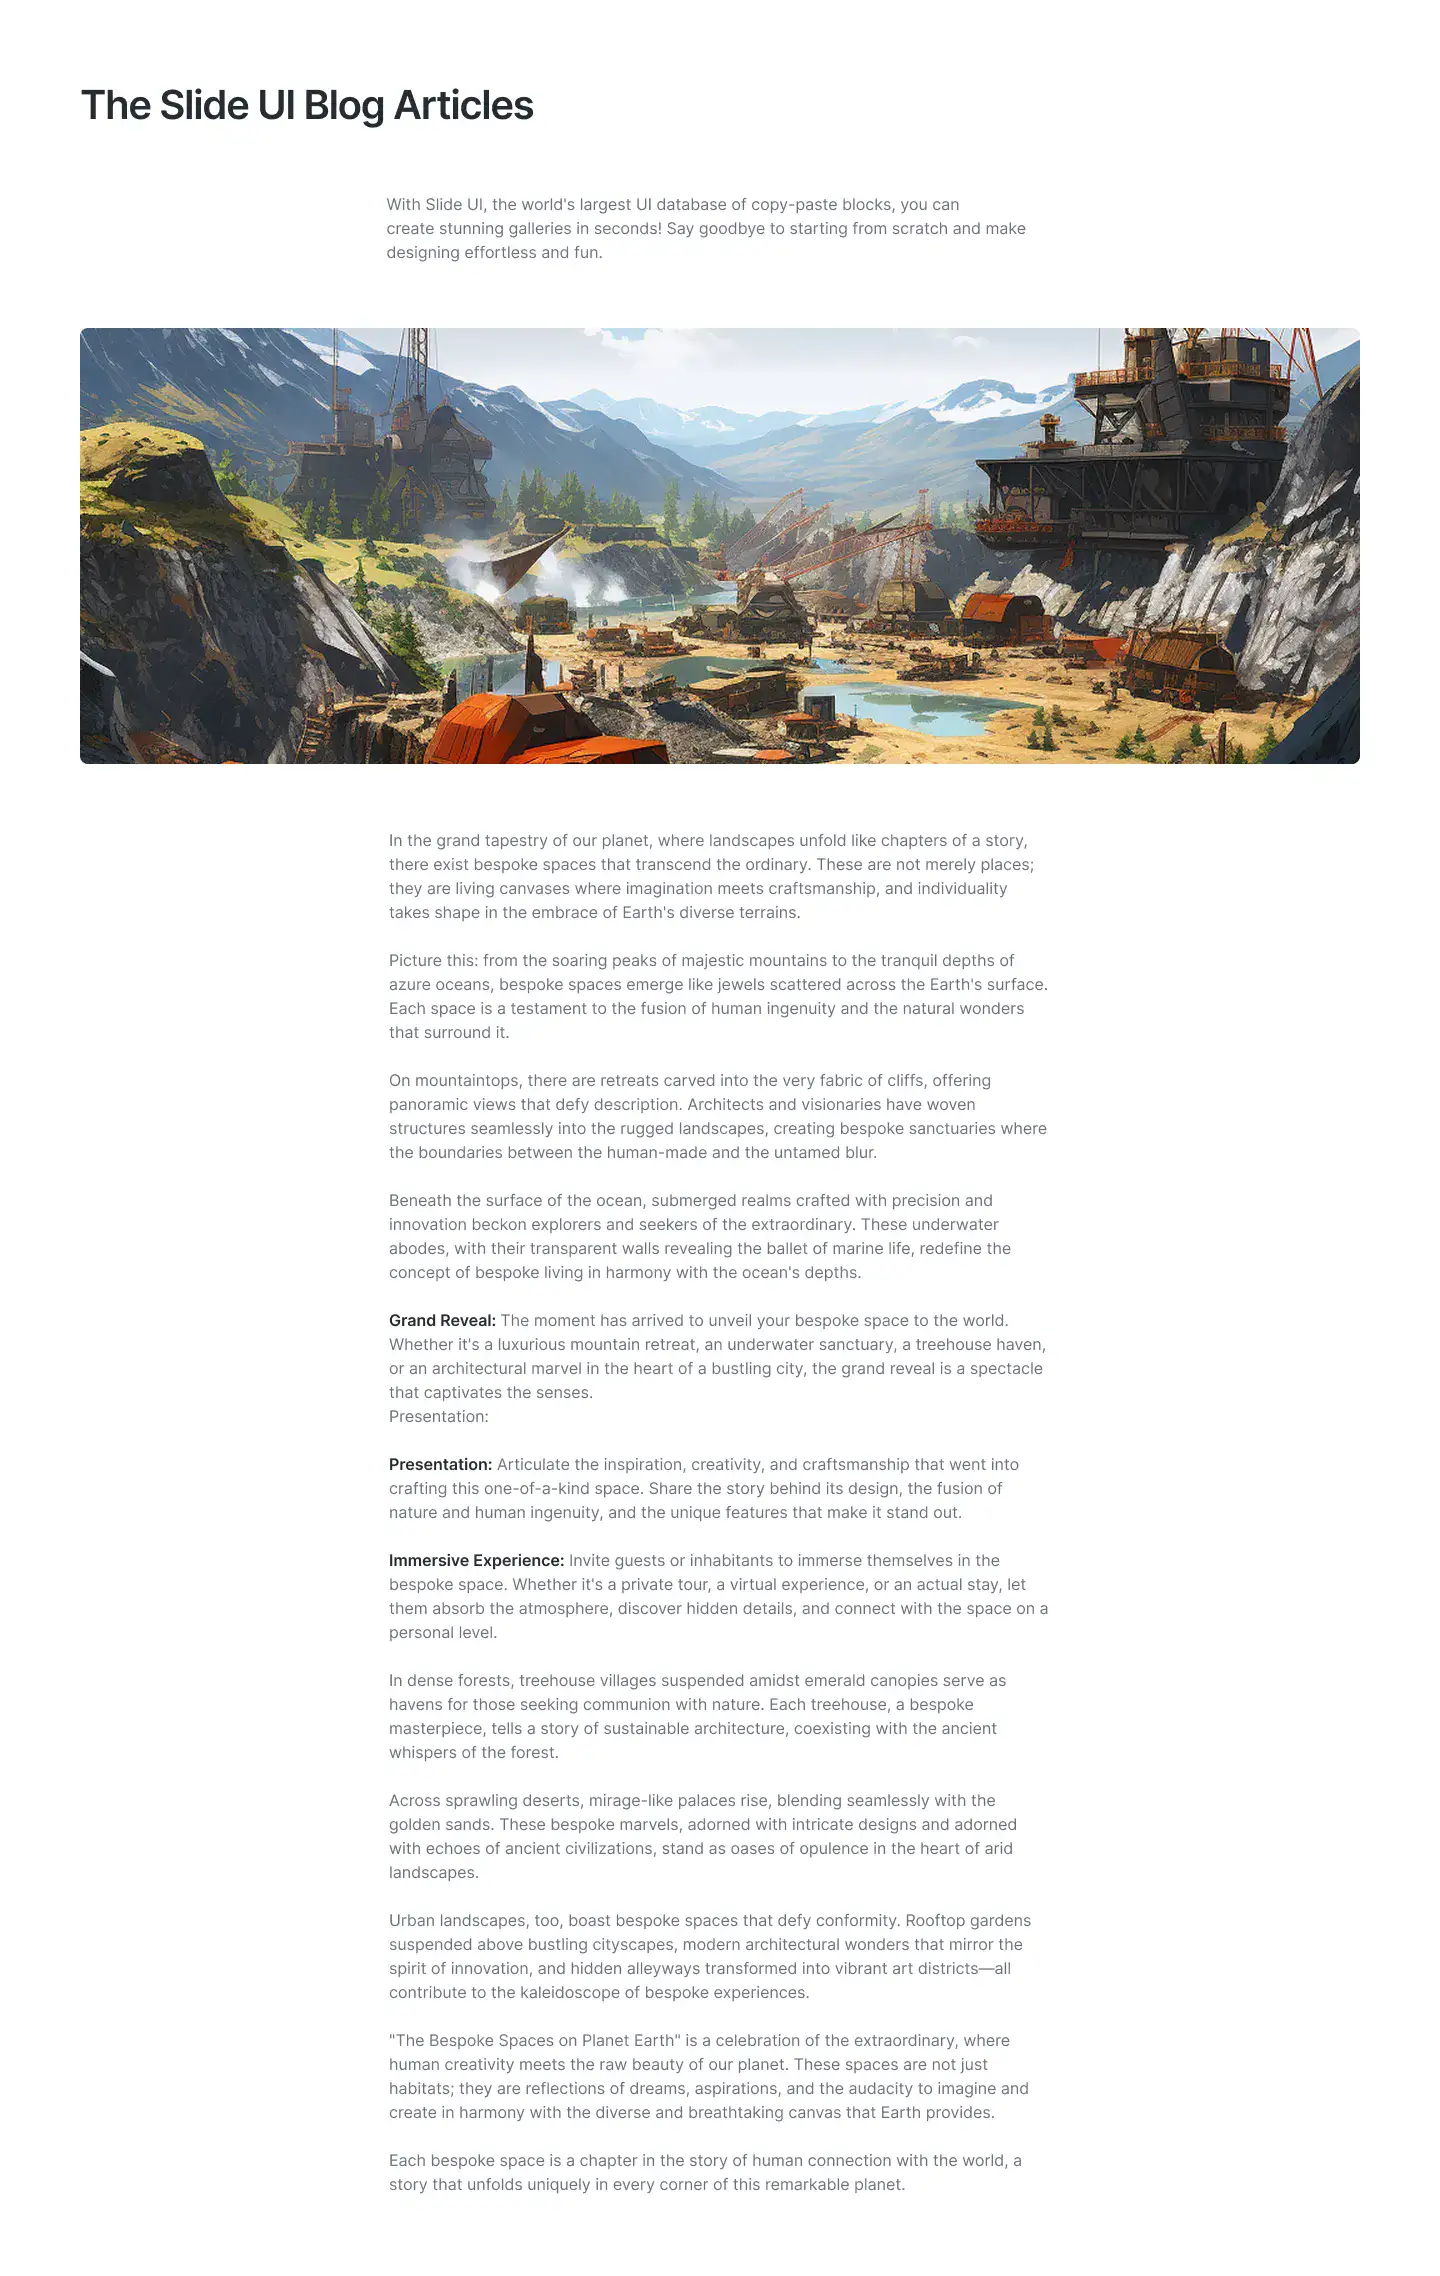 The Slide UI Blog Articles
With Slide UI, the world's largest UI database of copy-paste blocks, you can
create stunning galleries in seconds! Say goodbye to starting from scratch and make
designing effortless and fun.
In the grand tapestry of our planet, where landscapes unfold like chapters of a story,
there exist bespoke spaces that transcend the ordinary. These are not merely places;
they are living canvases where imagination meets craftsmanship, and individuality
takes shape in the embrace of Earth's diverse terrains.
Picture this: from the soaring peaks of majestic mountains to the tranquil depths of
azure oceans, bespoke spaces emerge like jewels scattered across the Earth's surface.
Each space is a testament to the fusion of human ingenuity and the natural wonders
that surround it.
On mountaintops, there are retreats carved into the very fabric of cliffs, offering
panoramic views that defy description. Architects and visionaries have woven
structures seamlessly into the rugged landscapes, creating bespoke sanctuaries where
the boundaries between the human-made and the untamed blur.
Beneath the surface of the ocean, submerged realms crafted with precision and
innovation beckon explorers and seekers of the extraordinary. These underwater
abodes, with their transparent walls revealing the ballet of marine life, redefine the
concept of bespoke living in harmony with the ocean's depths.
Grand Reveal: The moment has arrived to unveil your bespoke space to the world.
Whether it's a luxurious mountain retreat, an underwater sanctuary, a treehouse haven,
or an architectural marvel in the heart of a bustling city, the grand reveal is a spectacle
that captivates the senses.
Presentation:
Presentation: Articulate the inspiration, creativity, and craftsmanship that went into
crafting this one-of-a-kind space. Share the story behind its design, the fusion of
nature and human ingenuity, and the unique features that make it stand out.
Immersive Experience: Invite guests or inhabitants to immerse themselves in the
bespoke space. Whether it's a private tour, a virtual experience, or an actual stay, let
them absorb the atmosphere, discover hidden details, and connect with the space on a
personal level.
In dense forests, treehouse villages suspended amidst emerald canopies serve as
havens for those seeking communion with nature. Each treehouse, a bespoke
masterpiece, tells a story of sustainable architecture, coexisting with the ancient
whispers of the forest.
Across sprawling deserts, mirage-like palaces rise, blending seamlessly with the
golden sands. These bespoke marvels, adorned with intricate designs and adorned
with echoes of ancient civilizations, stand as oases of opulence in the heart of arid
landscapes.
Urban landscapes, too, boast bespoke spaces that defy conformity. Rooftop gardens
suspended above bustling cityscapes, modern architectural wonders that mirror the
spirit of innovation, and hidden alleyways transformed into vibrant art districts—all
contribute to the kaleidoscope of bespoke experiences.
"The Bespoke Spaces on Planet Earth" is a celebration of the extraordinary, where
human creativity meets the raw beauty of our planet. These spaces are not just
habitats; they are reflections of dreams, aspirations, and the audacity to imagine and
create in harmony with the diverse and breathtaking canvas that Earth provides.
Each bespoke space is a chapter in the story of human connection with the world, a
story that unfolds uniquely in every corner of this remarkable planet.